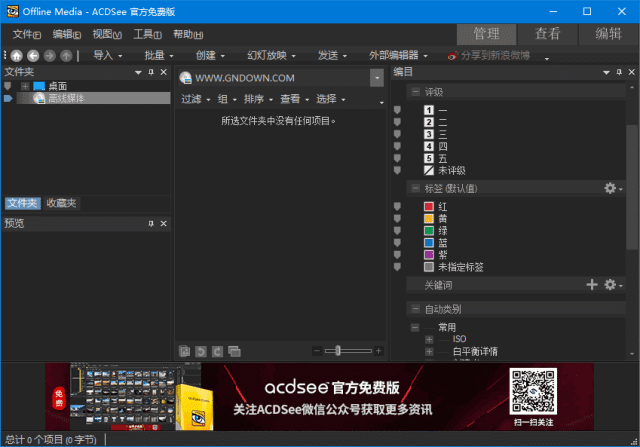 Offline Media - ACDSee 官方免费版
文件(F) 编辑(E) 视图(V) 工具(T) 帮助(H) 管理 查看 编辑
导入 批量 创建 幻灯放映 发送 外部编辑器 分享到新浪微博
文件夹
桌面
离线媒体
文件夹 收藏夹
预览
WWW.GNDOWN.COM
过滤 组 排序 查看 选择
所选文件夹中没有任何项目。
编目
评级
1 一
2 二
3 三
4 四
5 五
未评级
标签 (默认值)
红
黄
绿
蓝
紫
未指定标签
关键词
自动类别
常用
ISO
白平衡详情
免费
acdsee 官方免费版
关注ACDSee微信公众号获取更多资讯
扫一扫关注
总计 0 个项目 (0 字节)